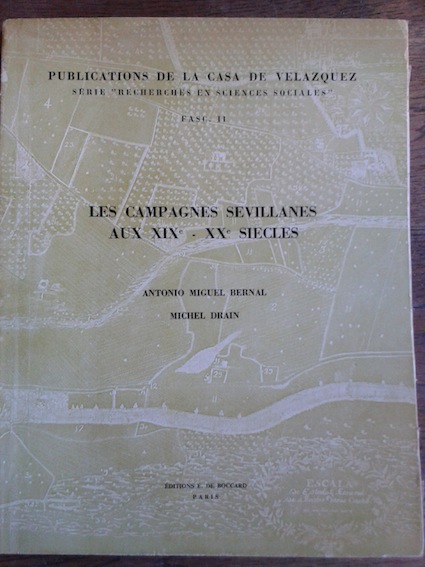 PUBLICATIONS DE LA CASA DE VELAZQUEZ
SÉRIE "RECHERCHES EN SCIENCES SOCIALES"
FASC. II
LES CAMPAGNES SEVILLANES
AUX XIXe - XXe SIECLES
ANTONIO MIGUEL BERNAL
MICHEL DRAIN
ÉDITIONS E. DE BOCCARD
PARIS